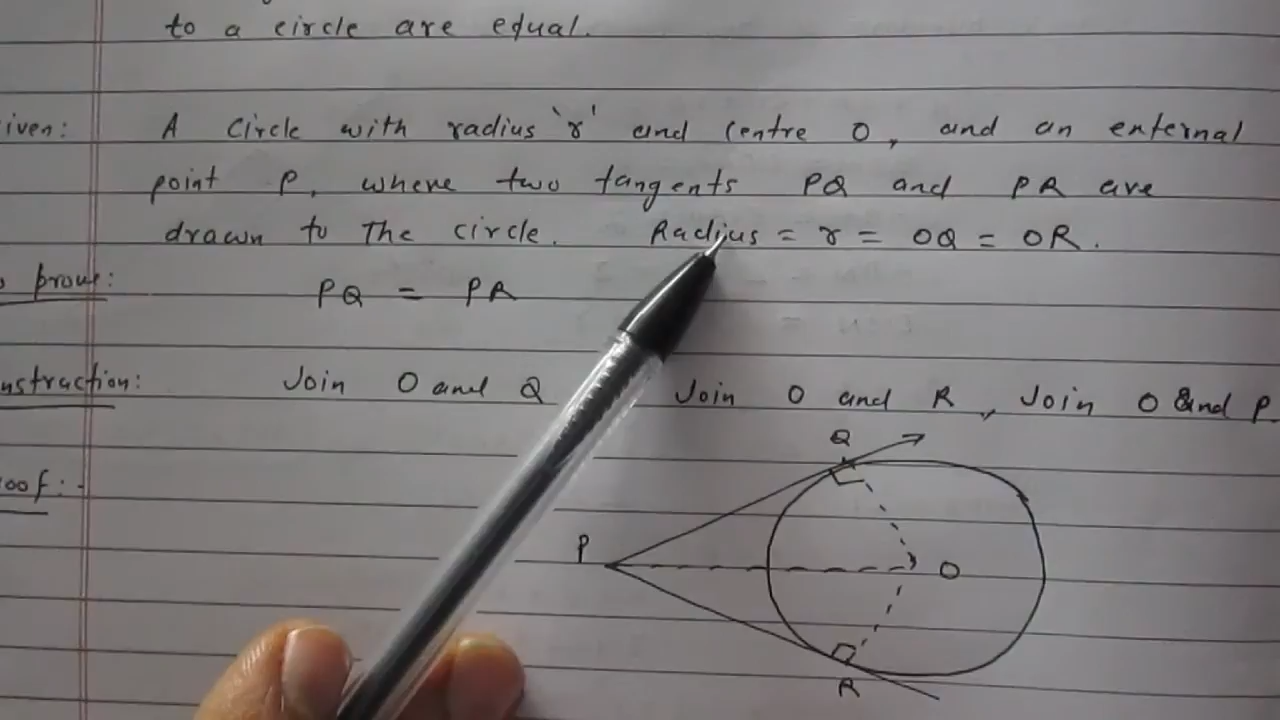 to a circle are equal.
iven: A Circle with radius 'r' and Centre O, and an external
point P, where two tangents PQ and PR are
drawn to The circle. Radius = r = OQ = OR.
o prove: PQ = PR
nstraction: Join O and Q Join O and R, Join O and P
oof:-
Q
P
O
R